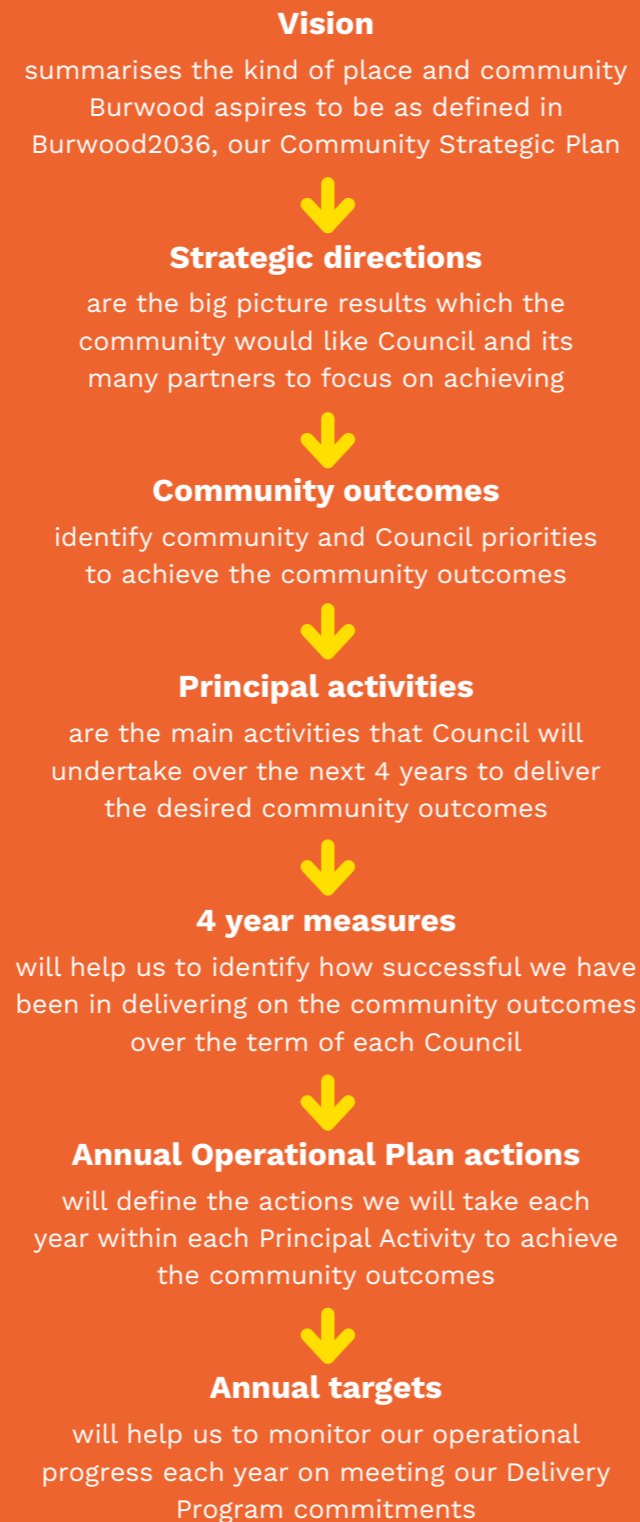 Vision
summarises the kind of place and community
Burwood aspires to be as defined in
Burwood2036, our Community Strategic Plan
Strategic directions
are the big picture results which the
community would like Council and its
many partners to focus on achieving
Community outcomes
identify community and Council priorities
to achieve the community outcomes
Principal activities
are the main activities that Council will
undertake over the next 4 years to deliver
the desired community outcomes
4 year measures
will help us to identify how successful we have
been in delivering on the community outcomes
over the term of each Council
Annual Operational Plan actions
will define the actions we will take each
year within each Principal Activity to achieve
the community outcomes
Annual targets
will help us to monitor our operational
progress each year on meeting our Delivery
Program commitments